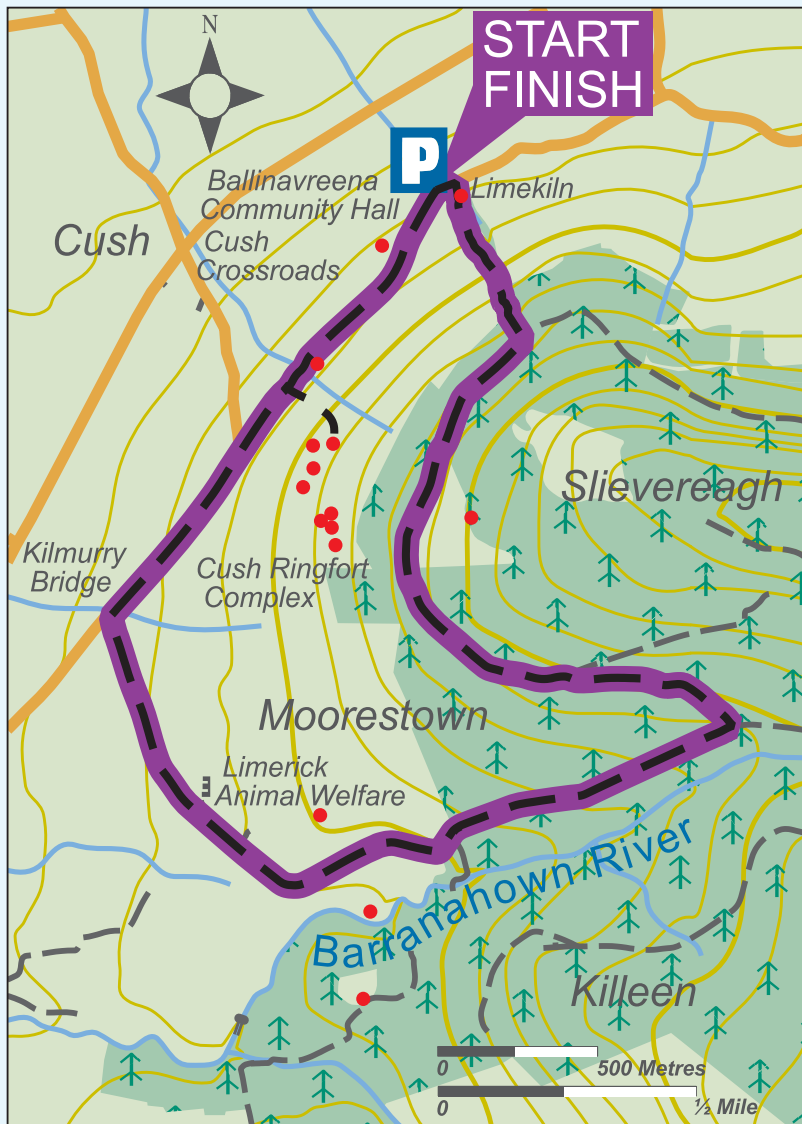 N
START
FINISH
P
Ballinavreena
Community Hall
Limekiln
Cush
Cush
Crossroads
Slievereagh
Kilmurry
Bridge
Cush Ringfort
Complex
Moorestown
Limerick
Animal Welfare
Barranahown River
Killeen
0 500 Metres
0 ½ Mile